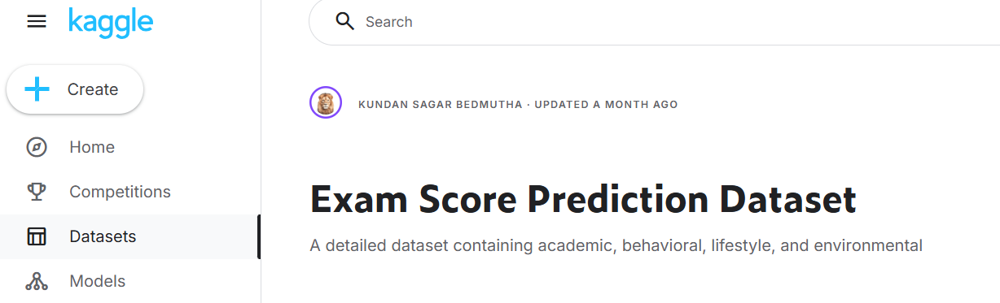 kaggle
Search
Create
KUNDAN SAGAR BEDMUTHA · UPDATED A MONTH AGO
Home
Exam Score Prediction Dataset
Competitions
Datasets
A detailed dataset containing academic, behavioral, lifestyle, and environmental
Models